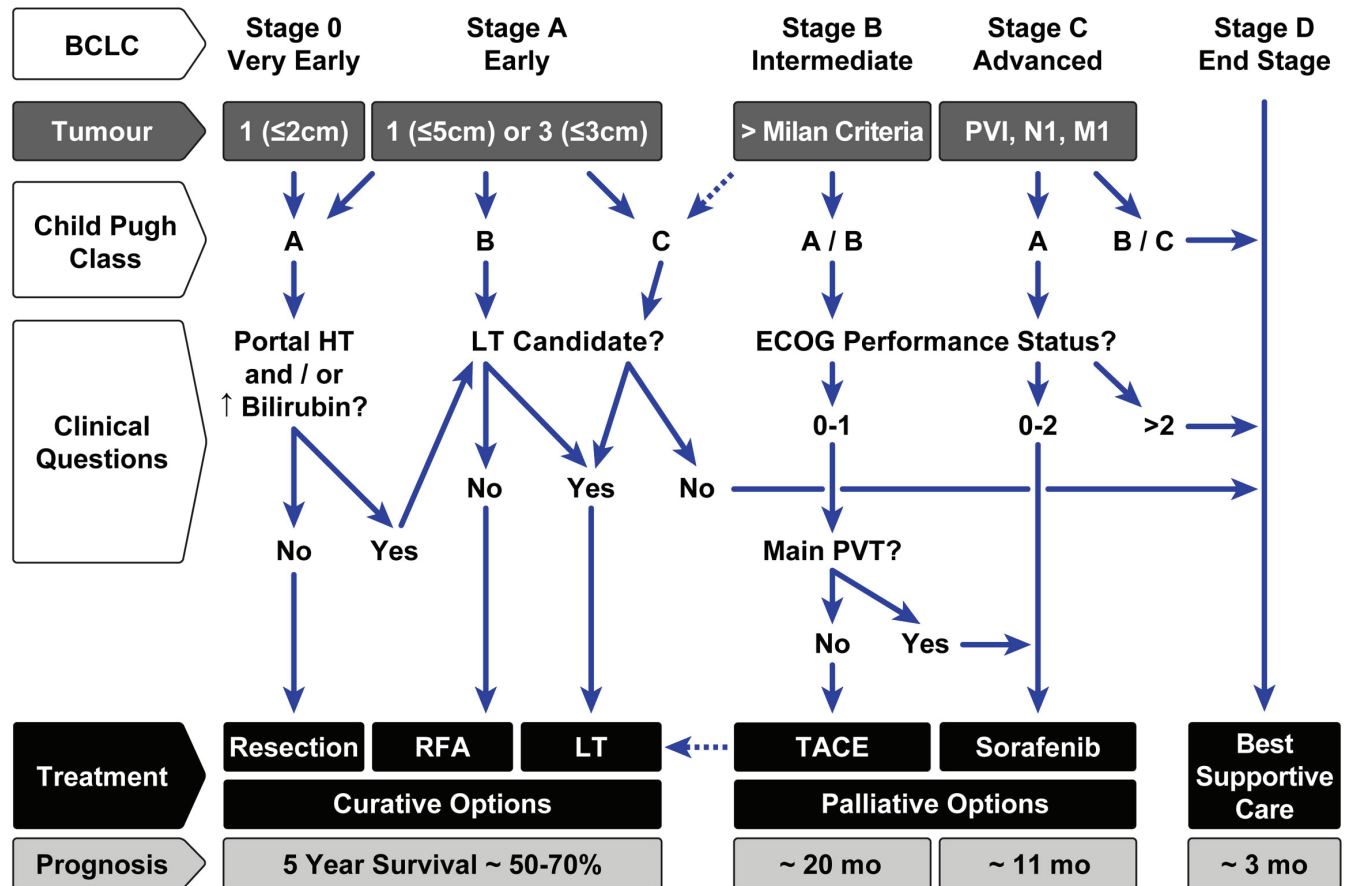 BCLC
Stage 0
Very Early
Stage A
Early
Stage B
Intermediate
Stage C
Advanced
Stage D
End Stage
Tumour
1 (≤2cm)
1 (≤5cm) or 3 (≤3cm)
> Milan Criteria
PVI, N1, M1
Child Pugh
Class
A
B
C
A / B
A
B / C
Clinical
Questions
Portal HT
and / or
↑ Bilirubin?
LT Candidate?
ECOG Performance Status?
0-1
0-2
>2
No
Yes
No
No
Yes
Main PVT?
No
Yes
Treatment
Resection
RFA
LT
TACE
Sorafenib
Best
Supportive
Care
Curative Options
Palliative Options
Prognosis
5 Year Survival ~ 50-70%
~ 20 mo
~ 11 mo
~ 3 mo